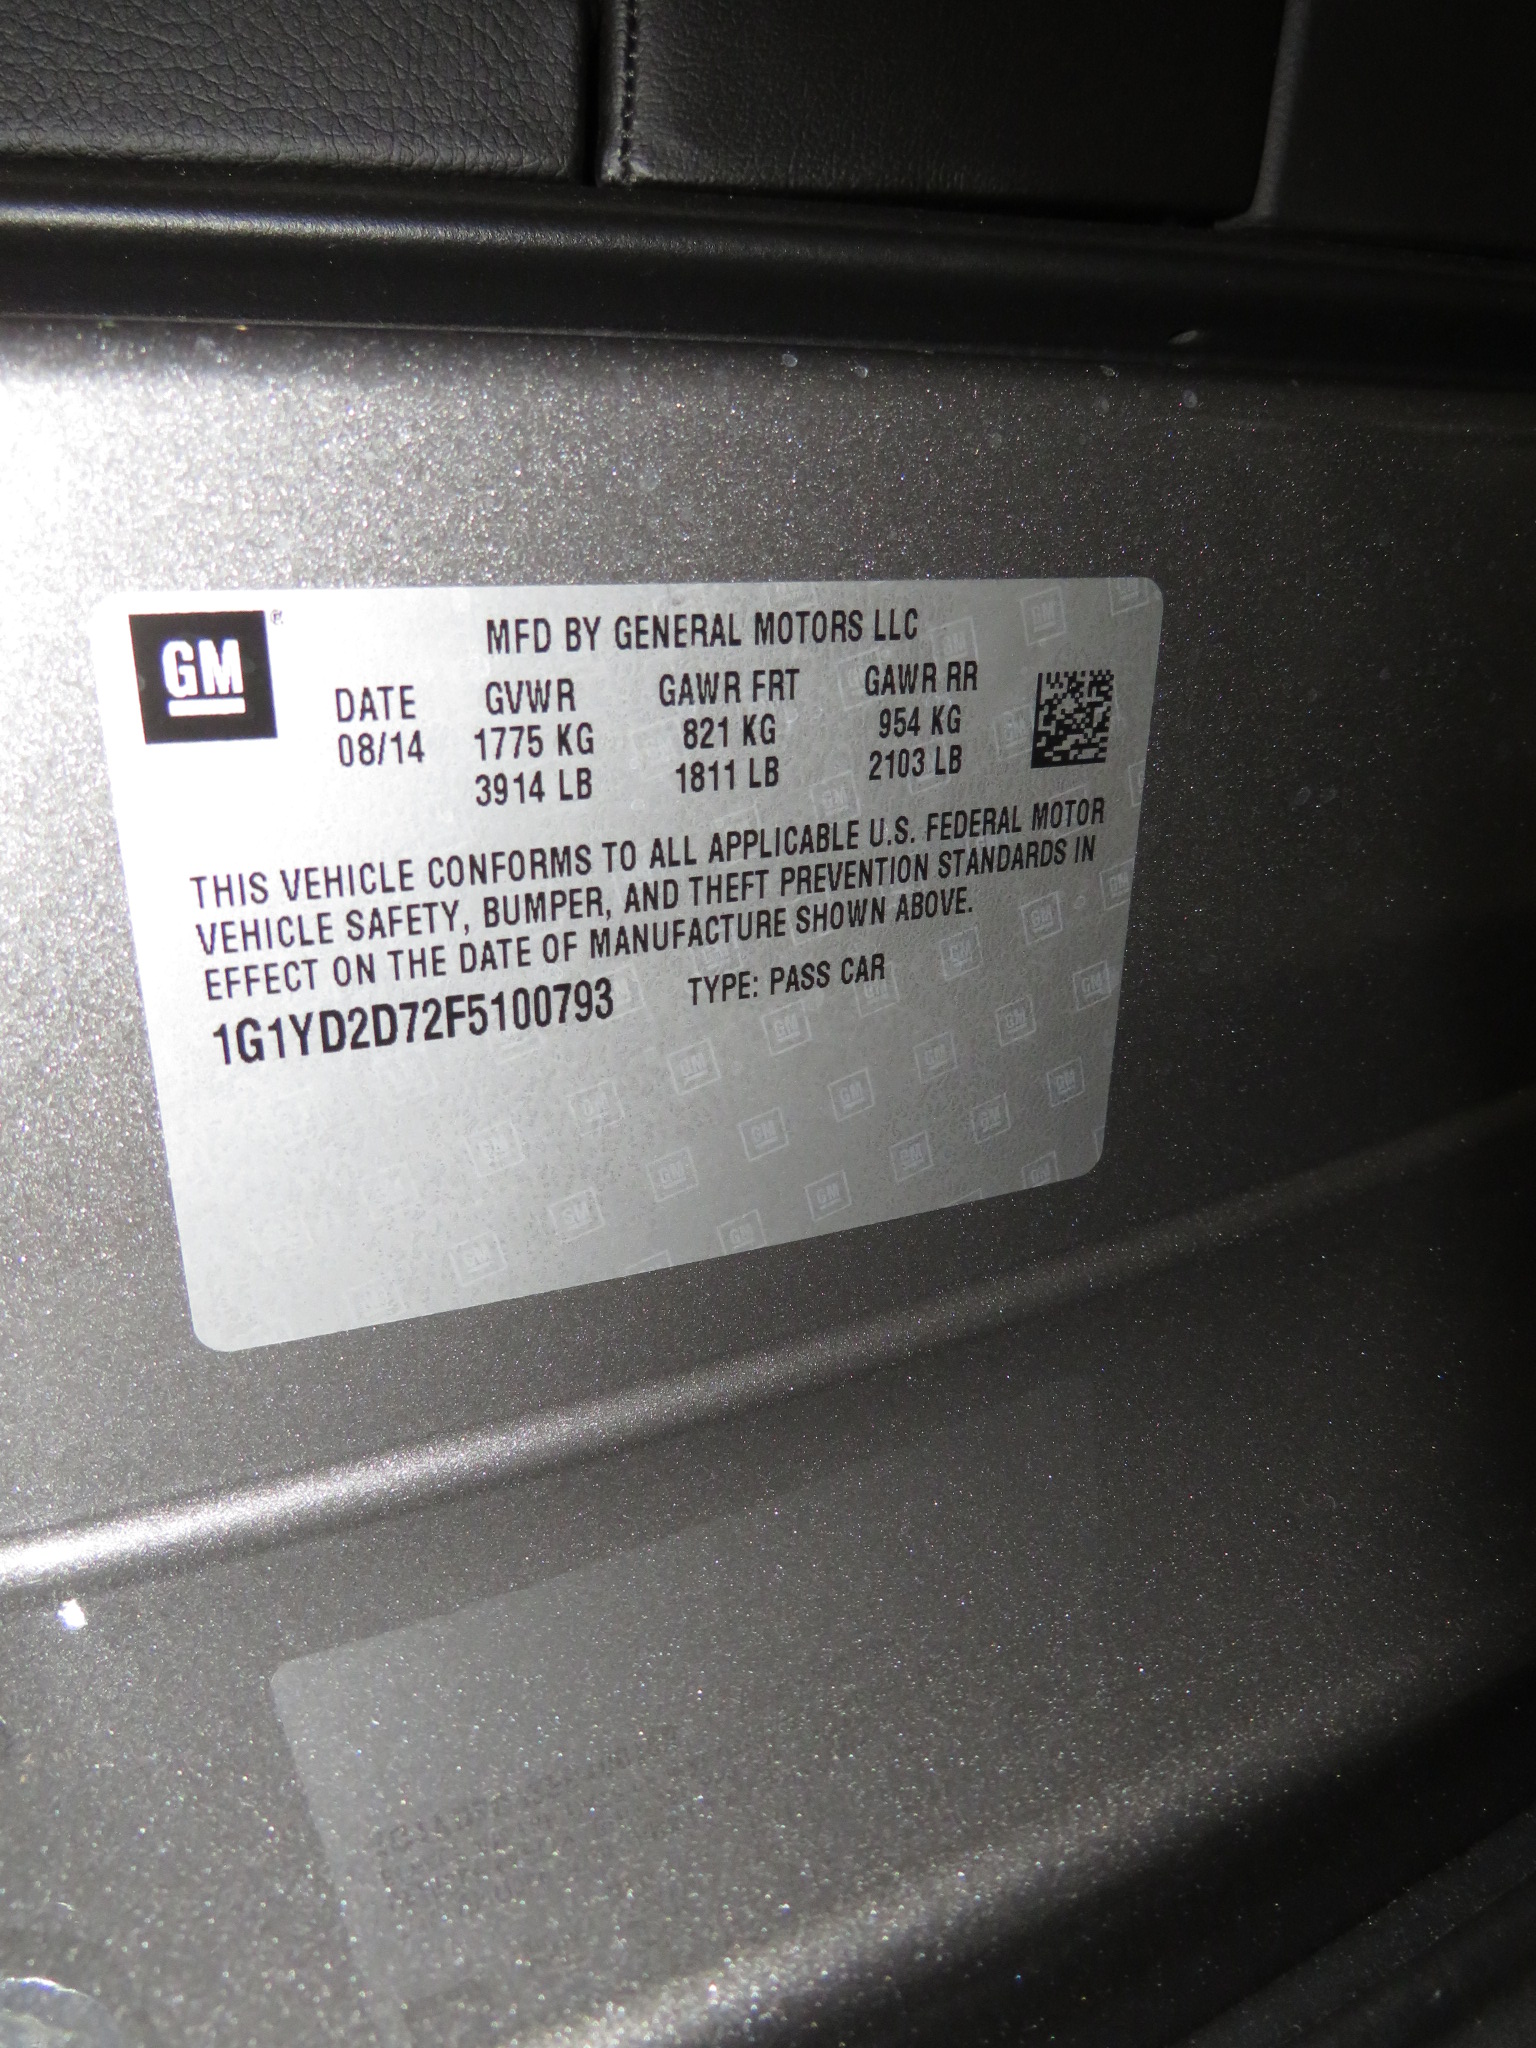 GM
MFD BY GENERAL MOTORS LLC
DATE GVWR GAWR FRT GAWR RR
08/14 1775 KG 821 KG 954 KG
3914 LB 1811 LB 2103 LB
THIS VEHICLE CONFORMS TO ALL APPLICABLE U.S. FEDERAL MOTOR
VEHICLE SAFETY, BUMPER, AND THEFT PREVENTION STANDARDS IN
EFFECT ON THE DATE OF MANUFACTURE SHOWN ABOVE.
1G1YD2D72F5100793 TYPE: PASS CAR